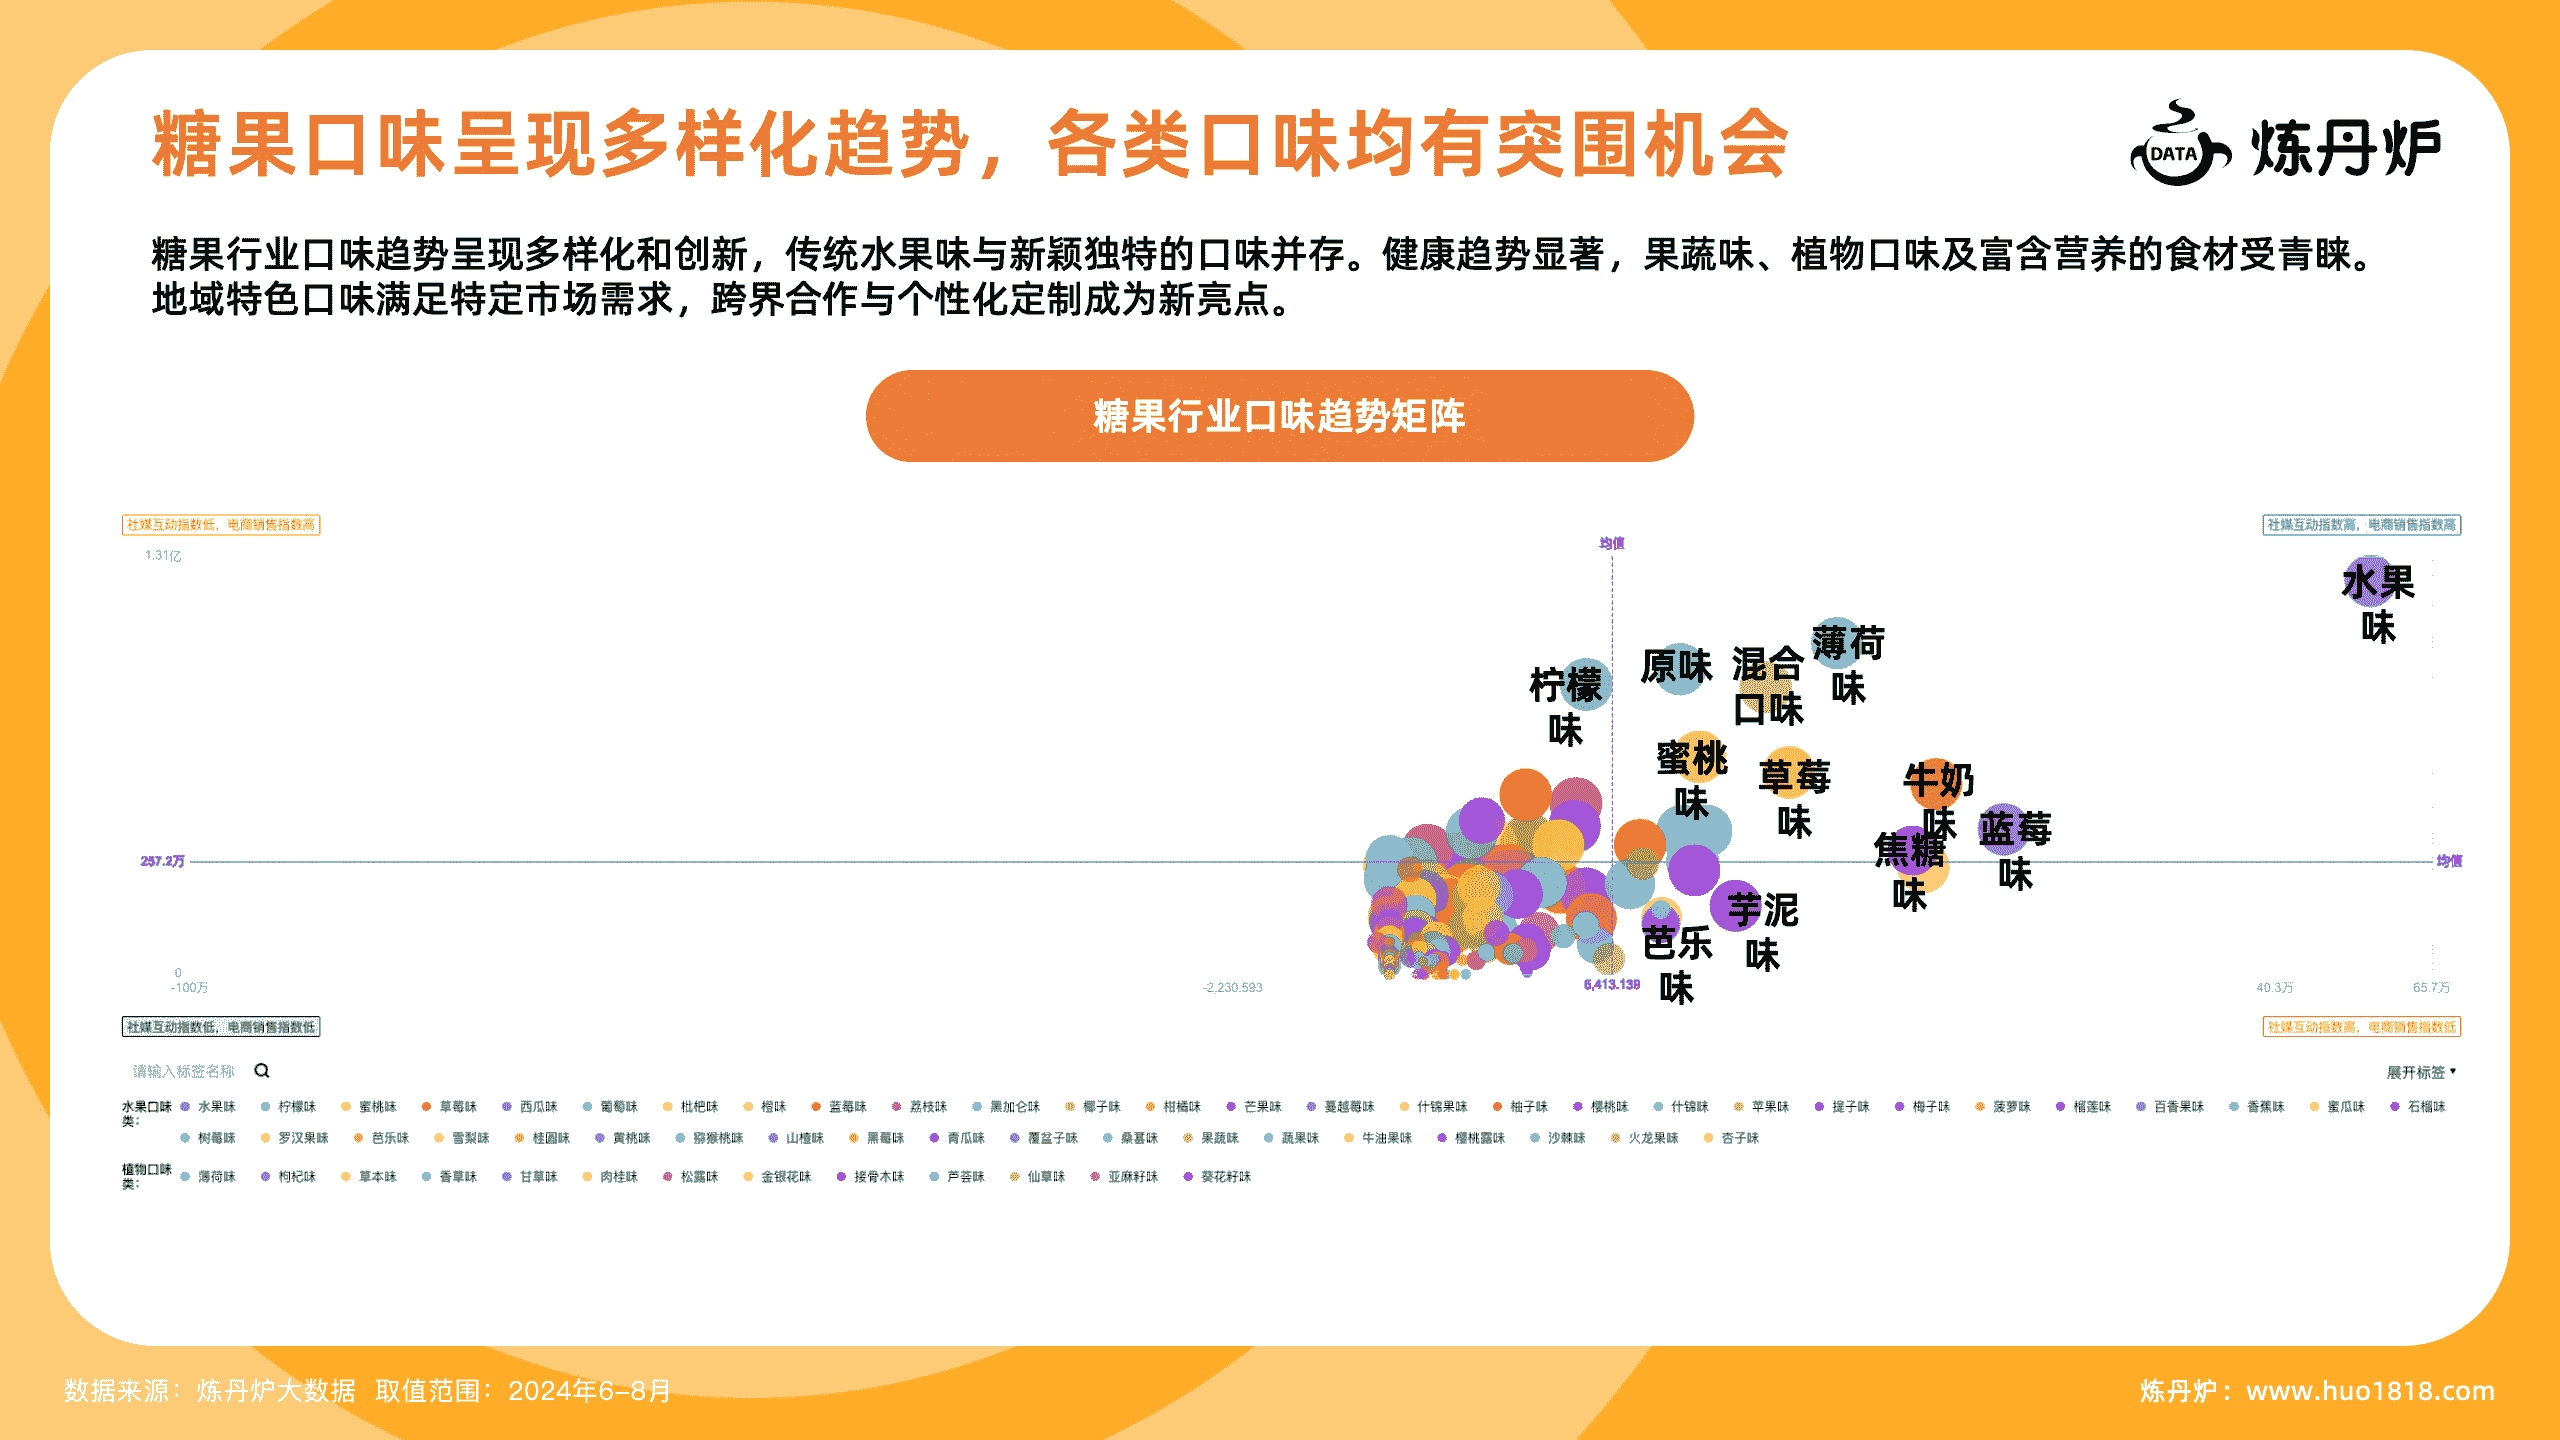 糖果口味呈现多样化趋势，各类口味均有突围机会
DATA 炼丹炉
糖果行业口味趋势呈现多样化和创新，传统水果味与新颖独特的口味并存。健康趋势显著，果蔬味、植物口味及富含营养的食材受青睐。
地域特色口味满足特定市场需求，跨界合作与个性化定制成为新亮点。
糖果行业口味趋势矩阵
社媒互动指数低，电商销售指数高
社媒互动指数高，电商销售指数高
1.31亿
均值
水果
味
薄荷
味
混合
口味
原味
柠檬
味
蜜桃
味
草莓
味
牛奶
味
蓝莓
味
焦糖
味
257.2万
均值
芋泥
味
芭乐
味
0
-100万
-2,230.593
6,413.139
40.3万
65.7万
社媒互动指数低，电商销售指数低
社媒互动指数高，电商销售指数低
请输入标签名称
展开标签
水果口味 水果味 柠檬味 蜜桃味 草莓味 西瓜味 葡萄味 枇杷味 橙味 蓝莓味 荔枝味 黑加仑味 椰子味 柑橘味 芒果味 蔓越莓味 什锦果味 柚子味 樱桃味 什锦味 苹果味 提子味 梅子味 菠萝味 榴莲味 百香果味 香蕉味 蜜瓜味 石榴味
类：
树莓味 罗汉果味 芭乐味 雪梨味 桂圆味 黄桃味 猕猴桃味 山楂味 黑莓味 青瓜味 覆盆子味 桑葚味 果蔬味 蔬果味 牛油果味 樱桃露味 沙棘味 火龙果味 杏子味
植物口味 薄荷味 枸杞味 草本味 香草味 甘草味 肉桂味 松露味 金银花味 接骨木味 芦荟味 仙草味 亚麻籽味 葵花籽味
类：
数据来源：炼丹炉大数据 取值范围：2024年6-8月
炼丹炉：www.huo1818.com